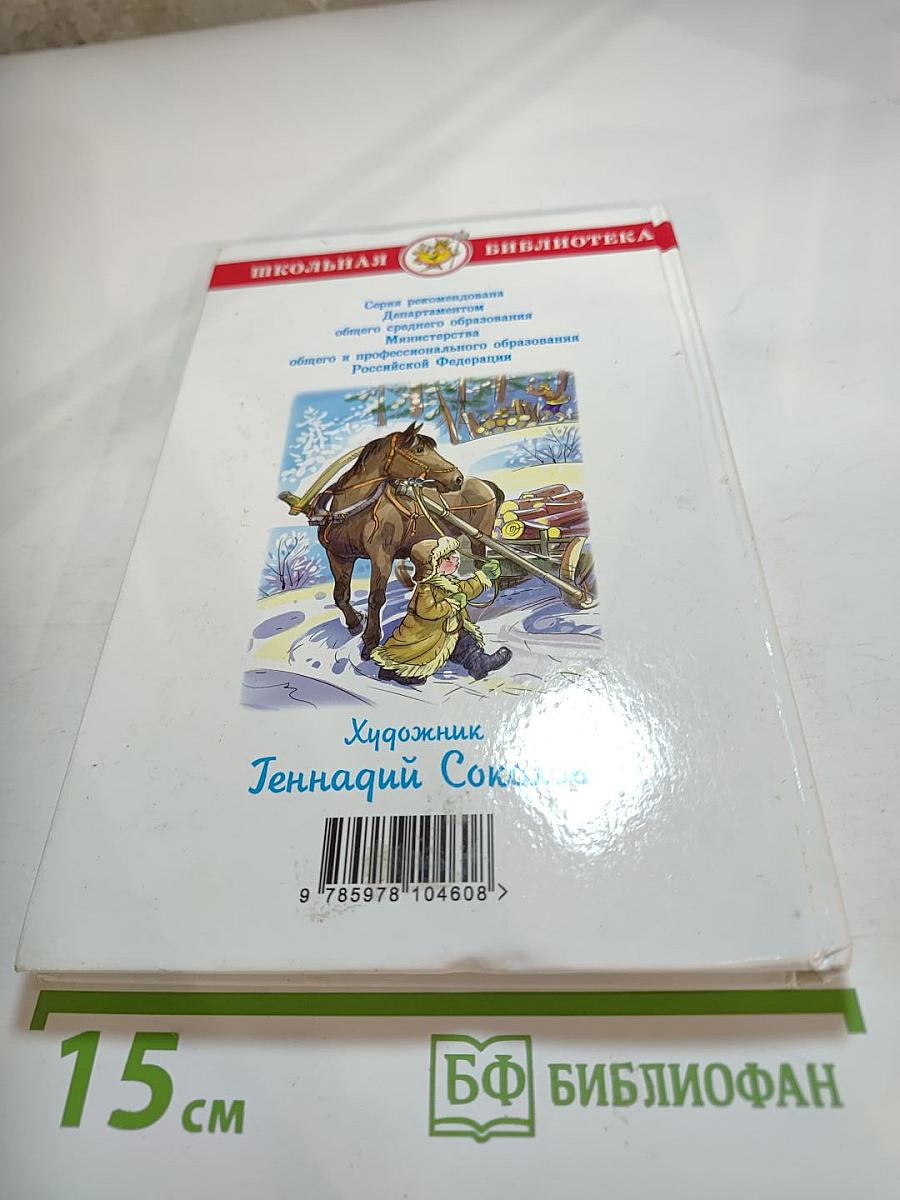 ШКОЛЬНАЯ БИБЛИОТЕКА
Серия рекомендована
Департаментом
общего среднего образования
Министерства
общего и профессионального образования
Российской Федерации
Художник
Геннадий Соколов
9 785978 104608 >
15 см
БФ БИБЛИОФАН